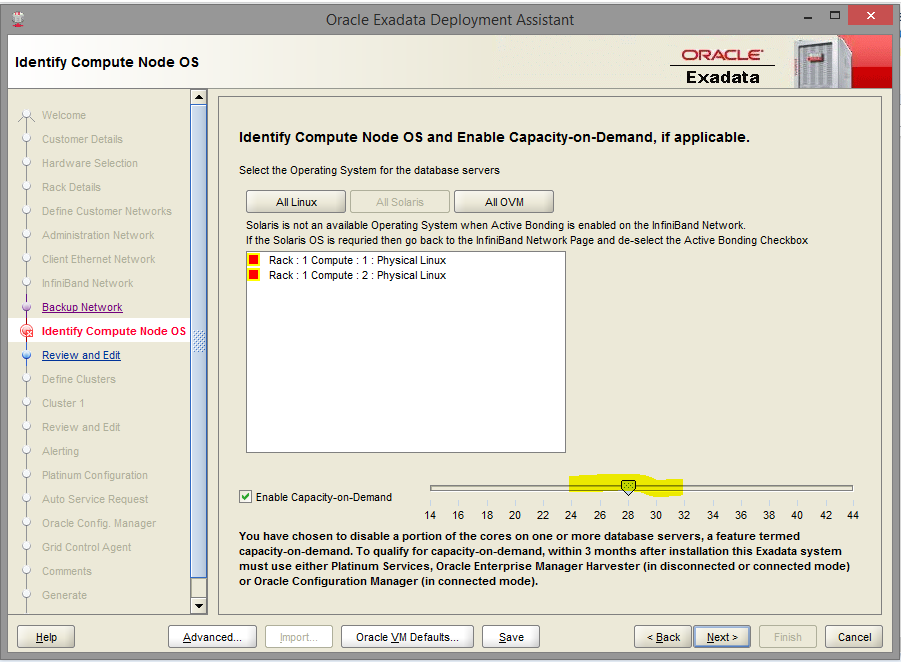 Oracle Exadata Deployment Assistant
Identify Compute Node OS
ORACLE
Exadata
Welcome
Customer Details
Hardware Selection
Rack Details
Define Customer Networks
Administration Network
Client Ethernet Network
InfiniBand Network
Backup Network
Identify Compute Node OS
Review and Edit
Define Clusters
Cluster 1
Review and Edit
Alerting
Platinum Configuration
Auto Service Request
Oracle Config. Manager
Grid Control Agent
Comments
Generate
Identify Compute Node OS and Enable Capacity-on-Demand, if applicable.
Select the Operating System for the database servers
All Linux All Solaris All OVM
Solaris is not an available Operating System when Active Bonding is enabled on the InfiniBand Network.
If the Solaris OS is requried then go back to the InfiniBand Network Page and de-select the Active Bonding Checkbox
Rack : 1 Compute : 1 : Physical Linux
Rack : 1 Compute : 2 : Physical Linux
Enable Capacity-on-Demand
14 16 18 20 22 24 26 28 30 32 34 36 38 40 42 44
You have chosen to disable a portion of the cores on one or more database servers, a feature termed
capacity-on-demand. To qualify for capacity-on-demand, within 3 months after installation this Exadata system
must use either Platinum Services, Oracle Enterprise Manager Harvester (in disconnected or connected mode)
or Oracle Configuration Manager (in connected mode).
Help Advanced... Import... Oracle VM Defaults... Save < Back Next > Finish Cancel